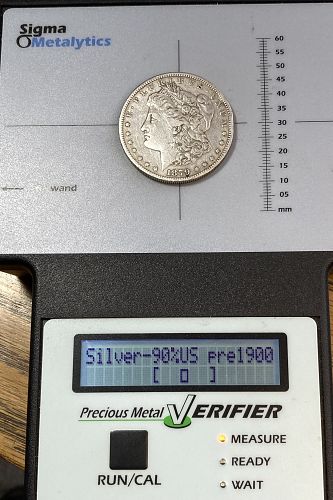 Sigma
Metalytics
60
55
50
45
40
35
30
25
20
15
10
05
mm
wand
1879
Silver-90%US pre1900
[ 0 ]
Precious Metal VERIFIER
RUN/CAL
MEASURE
READY
WAIT